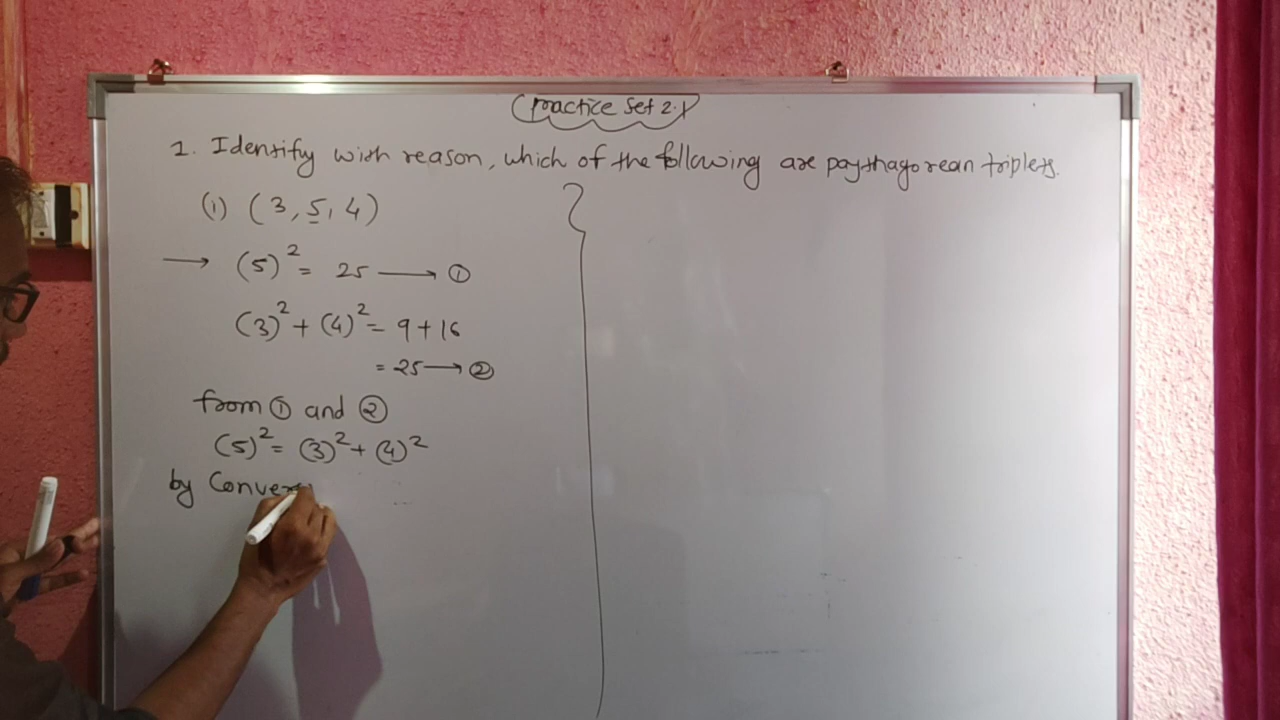 Practice Set 2.1
1. Identify with reason, which of the following are paythagorean triplets.
(1) (3, 5, 4)
→ (5)² = 25 → ①
(3)² + (4)² = 9 + 16
= 25 → ②
from ① and ②
(5)² = (3)² + (4)²
by Convers